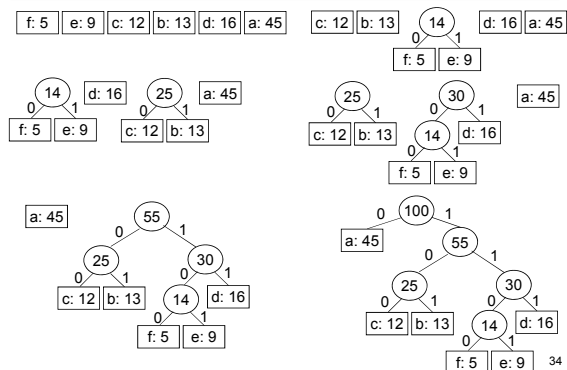 f: 5 e: 9 c: 12 b: 13 d: 16 a: 45
c: 12 b: 13 14 d: 16 a: 45
0 1
f: 5 e: 9
14 d: 16 25 a: 45
0 1 0 1
f: 5 e: 9 c: 12 b: 13
25 30 a: 45
0 1 0 1
c: 12 b: 13 14 d: 16
0 1
f: 5 e: 9
a: 45 55
0 1
25 30
0 1 0 1
c: 12 b: 13 14 d: 16
0 1
f: 5 e: 9
100
0 1
a: 45 55
0 1
25 30
0 1 0 1
c: 12 b: 13 14 d: 16
0 1
f: 5 e: 9
34